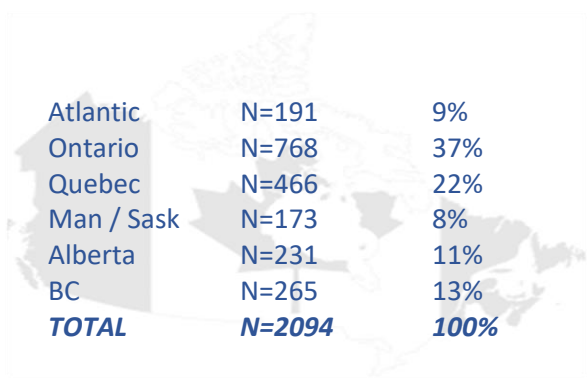 Atlantic N=191 9%
Ontario N=768 37%
Quebec N=466 22%
Man / Sask N=173 8%
Alberta N=231 11%
BC N=265 13%
TOTAL N=2094 100%